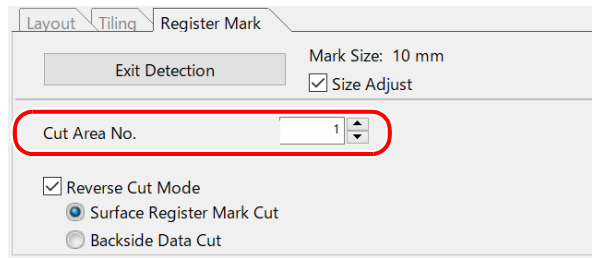 Layout Tiling Register Mark
Exit Detection
Mark Size: 10 mm
Size Adjust
Cut Area No. 1
Reverse Cut Mode
Surface Register Mark Cut
Backside Data Cut